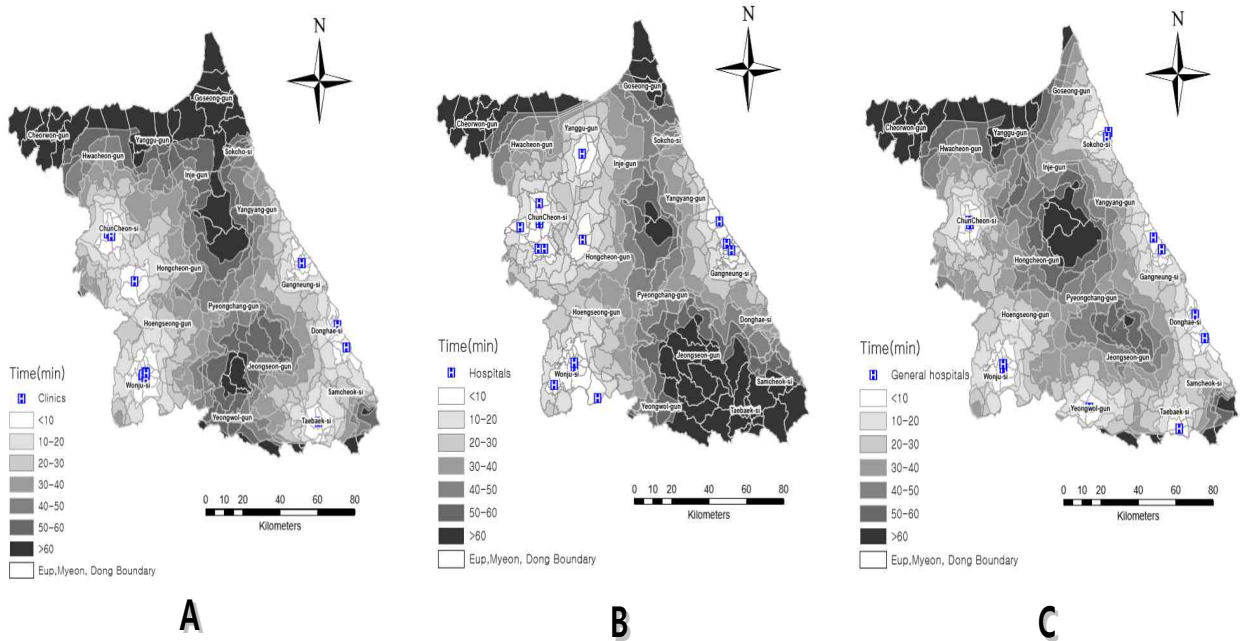 N
Goseong-gun
Cheorwon-gun
Yanggu-gun
Hwacheon-gun
Sokcho-si
Inje-gun
Yangyang-gun
ChunCheon-si
Hongcheon-gun
Gangneung-si
Pyeongchang-gun
Hoengseong-gun
Donghae-si
Jeongseon-gun
Wonju-si
Samcheok-si
Yeongwol-gun
Taebaek-si
Time(min)
H Clinics
<10
10-20
20-30
30-40
40-50
50-60
>60
Eup,Myeon, Dong Boundary
0 10 20 40 60 80
Kilometers
A
N
Goseong-gun
Cheorwon-gun
Yanggu-gun
Hwacheon-gun
Sokcho-si
Inje-gun
Yangyang-gun
ChunCheon-si
Hongcheon-gun
Gangneung-si
Pyeongchang-gun
Hoengseong-gun
Donghae-si
Jeongseon-gun
Wonju-si
Samcheok-si
Yeongwol-gun
Taebaek-si
Time(min)
H Hospitals
<10
10-20
20-30
30-40
40-50
50-60
>60
Eup,Myeon, Dong Boundary
0 10 20 40 60 80
Kilometers
B
N
Goseong-gun
Cheorwon-gun
Yanggu-gun
Hwacheon-gun
Sokcho-si
Inje-gun
Yangyang-gun
ChunCheon-si
Hongcheon-gun
Gangneung-si
Pyeongchang-gun
Hoengseong-gun
Donghae-si
Jeongseon-gun
Wonju-si
Samcheok-si
Yeongwol-gun
Taebaek-si
Time(min)
H General hospitals
<10
10-20
20-30
30-40
40-50
50-60
>60
Eup,Myeon, Dong Boundary
0 10 20 40 60 80
Kilometers
C